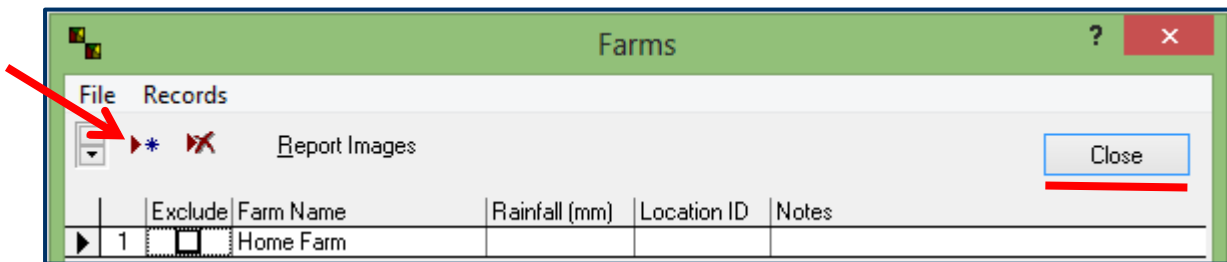 Farms
? ×
File Records
Report Images Close
Exclude Farm Name Rainfall (mm) Location ID Notes
1 Home Farm